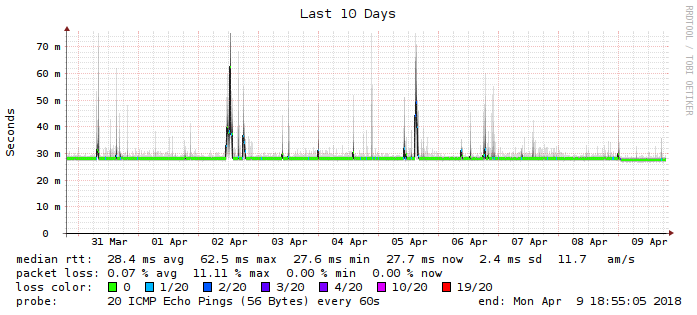 Last 10 Days
RRDTOOL / TOBI OETIKER
Seconds
70 m
60 m
50 m
40 m
30 m
20 m
10 m
0
31 Mar 01 Apr 02 Apr 03 Apr 04 Apr 05 Apr 06 Apr 07 Apr 08 Apr 09 Apr
median rtt: 28.4 ms avg 62.5 ms max 27.6 ms min 27.7 ms now 2.4 ms sd 11.7 am/s
packet loss: 0.07 % avg 11.11 % max 0.00 % min 0.00 % now
loss color: 0 1/20 2/20 3/20 4/20 10/20 19/20
probe: 20 ICMP Echo Pings (56 Bytes) every 60s end: Mon Apr 9 18:55:05 2018